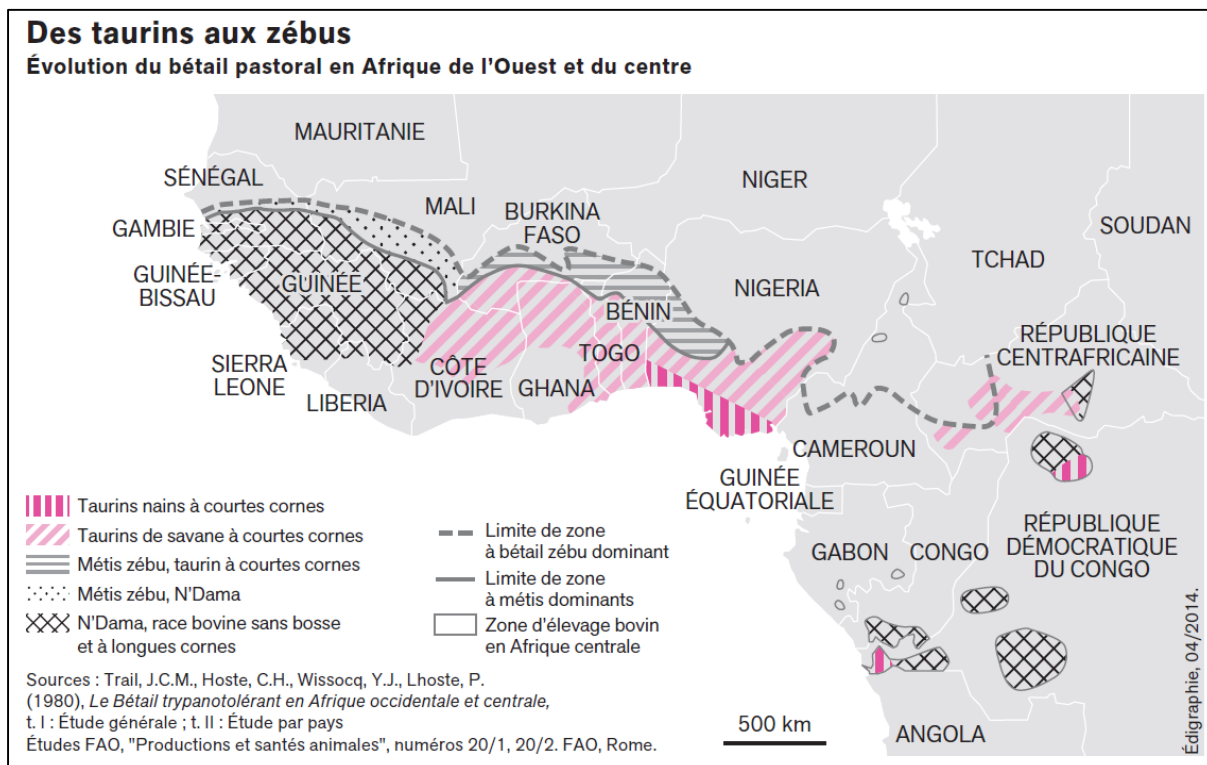 Des taurins aux zébus
Évolution du bétail pastoral en Afrique de l'Ouest et du centre
MAURITANIE
SÉNÉGAL
MALI
NIGER
GAMBIE
BURKINA
FASO
SOUDAN
TCHAD
GUINÉE-
BISSAU
GUINÉE
NIGERIA
BÉNIN
RÉPUBLIQUE
CENTRAFRICAINE
SIERRA
LEONE
LIBERIA
CÔTE
D'IVOIRE
GHANA
TOGO
CAMEROUN
GUINÉE
ÉQUATORIALE
GABON
CONGO
RÉPUBLIQUE
DÉMOCRATIQUE
DU CONGO
ANGOLA
Taurins nains à courtes cornes
Taurins de savane à courtes cornes
Métis zébu, taurin à courtes cornes
Métis zébu, N'Dama
N'Dama, race bovine sans bosse
et à longues cornes
Limite de zone
à bétail zébu dominant
Limite de zone
à métis dominants
Zone d'élevage bovin
en Afrique centrale
Sources : Trail, J.C.M., Hoste, C.H., Wissocq, Y.J., Lhoste, P.
(1980), Le Bétail trypanotolérant en Afrique occidentale et centrale,
t. I : Étude générale ; t. II : Étude par pays
Études FAO, "Productions et santés animales", numéros 20/1, 20/2. FAO, Rome.
500 km
Édigraphie, 04/2014.